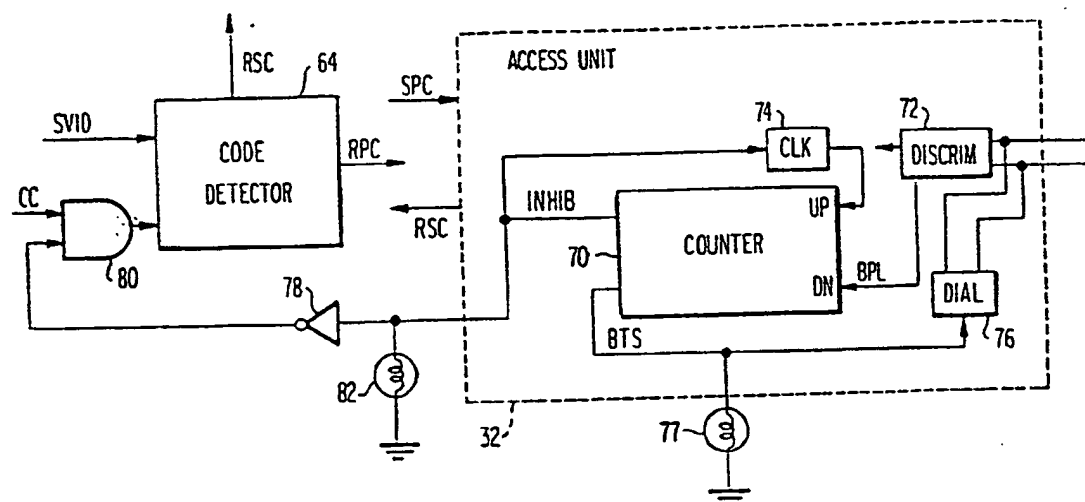 RSC
64
SVID
CODE
DETECTOR
RPC
CC
80
SPC
RSC
ACCESS UNIT
74
CLK
72
DISCRIM
INHIB
UP
70
COUNTER
DN
BPL
DIAL
76
BTS
78
82
32
77